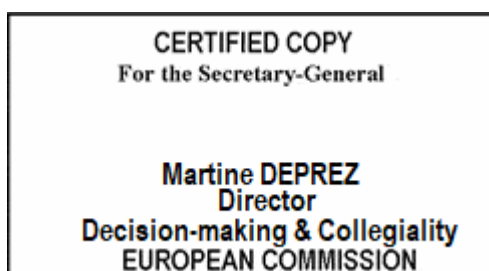 CERTIFIED COPY
For the Secretary-General
Martine DEPREZ
Director
Decision-making & Collegiality
EUROPEAN COMMISSION